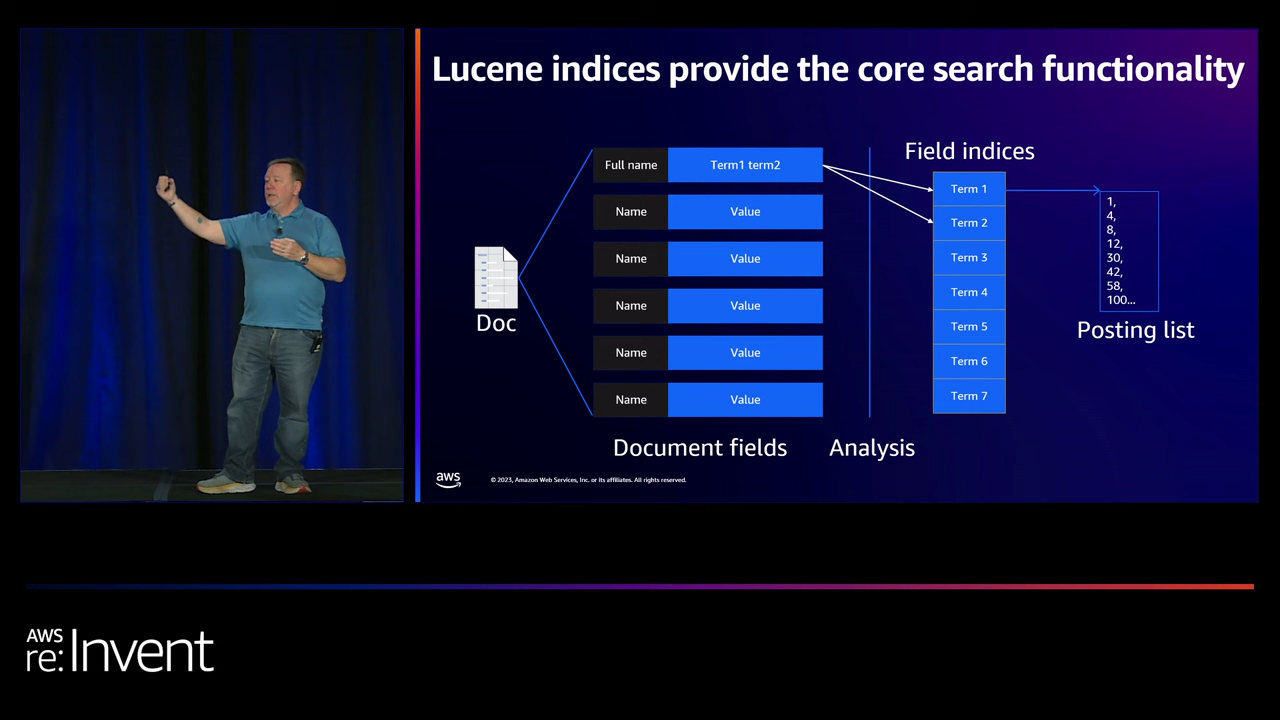 Lucene indices provide the core search functionality
Full name
Term1 term2
Name
Value
Name
Value
Name
Value
Name
Value
Name
Value
Doc
Document fields
Analysis
Field indices
Term 1
Term 2
Term 3
Term 4
Term 5
Term 6
Term 7
1,
4,
8,
12,
30,
42,
58,
100...
Posting list
aws
© 2023, Amazon Web Services, Inc. or its affiliates. All rights reserved.
AWS
re:Invent